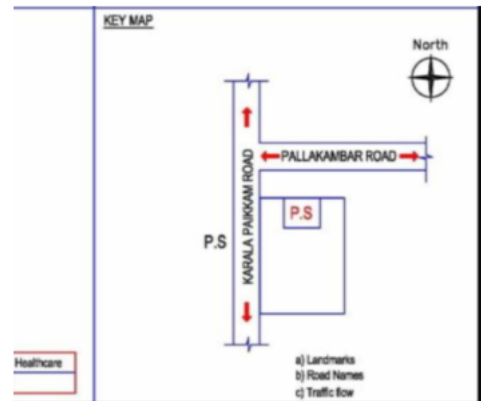 KEY MAP
North
PALLAKAMBAR ROAD
KARALA PAIKKAM ROAD
P.S
P.S
Healthcare
a) Landmarks
b) Road Names
c) Traffic flow